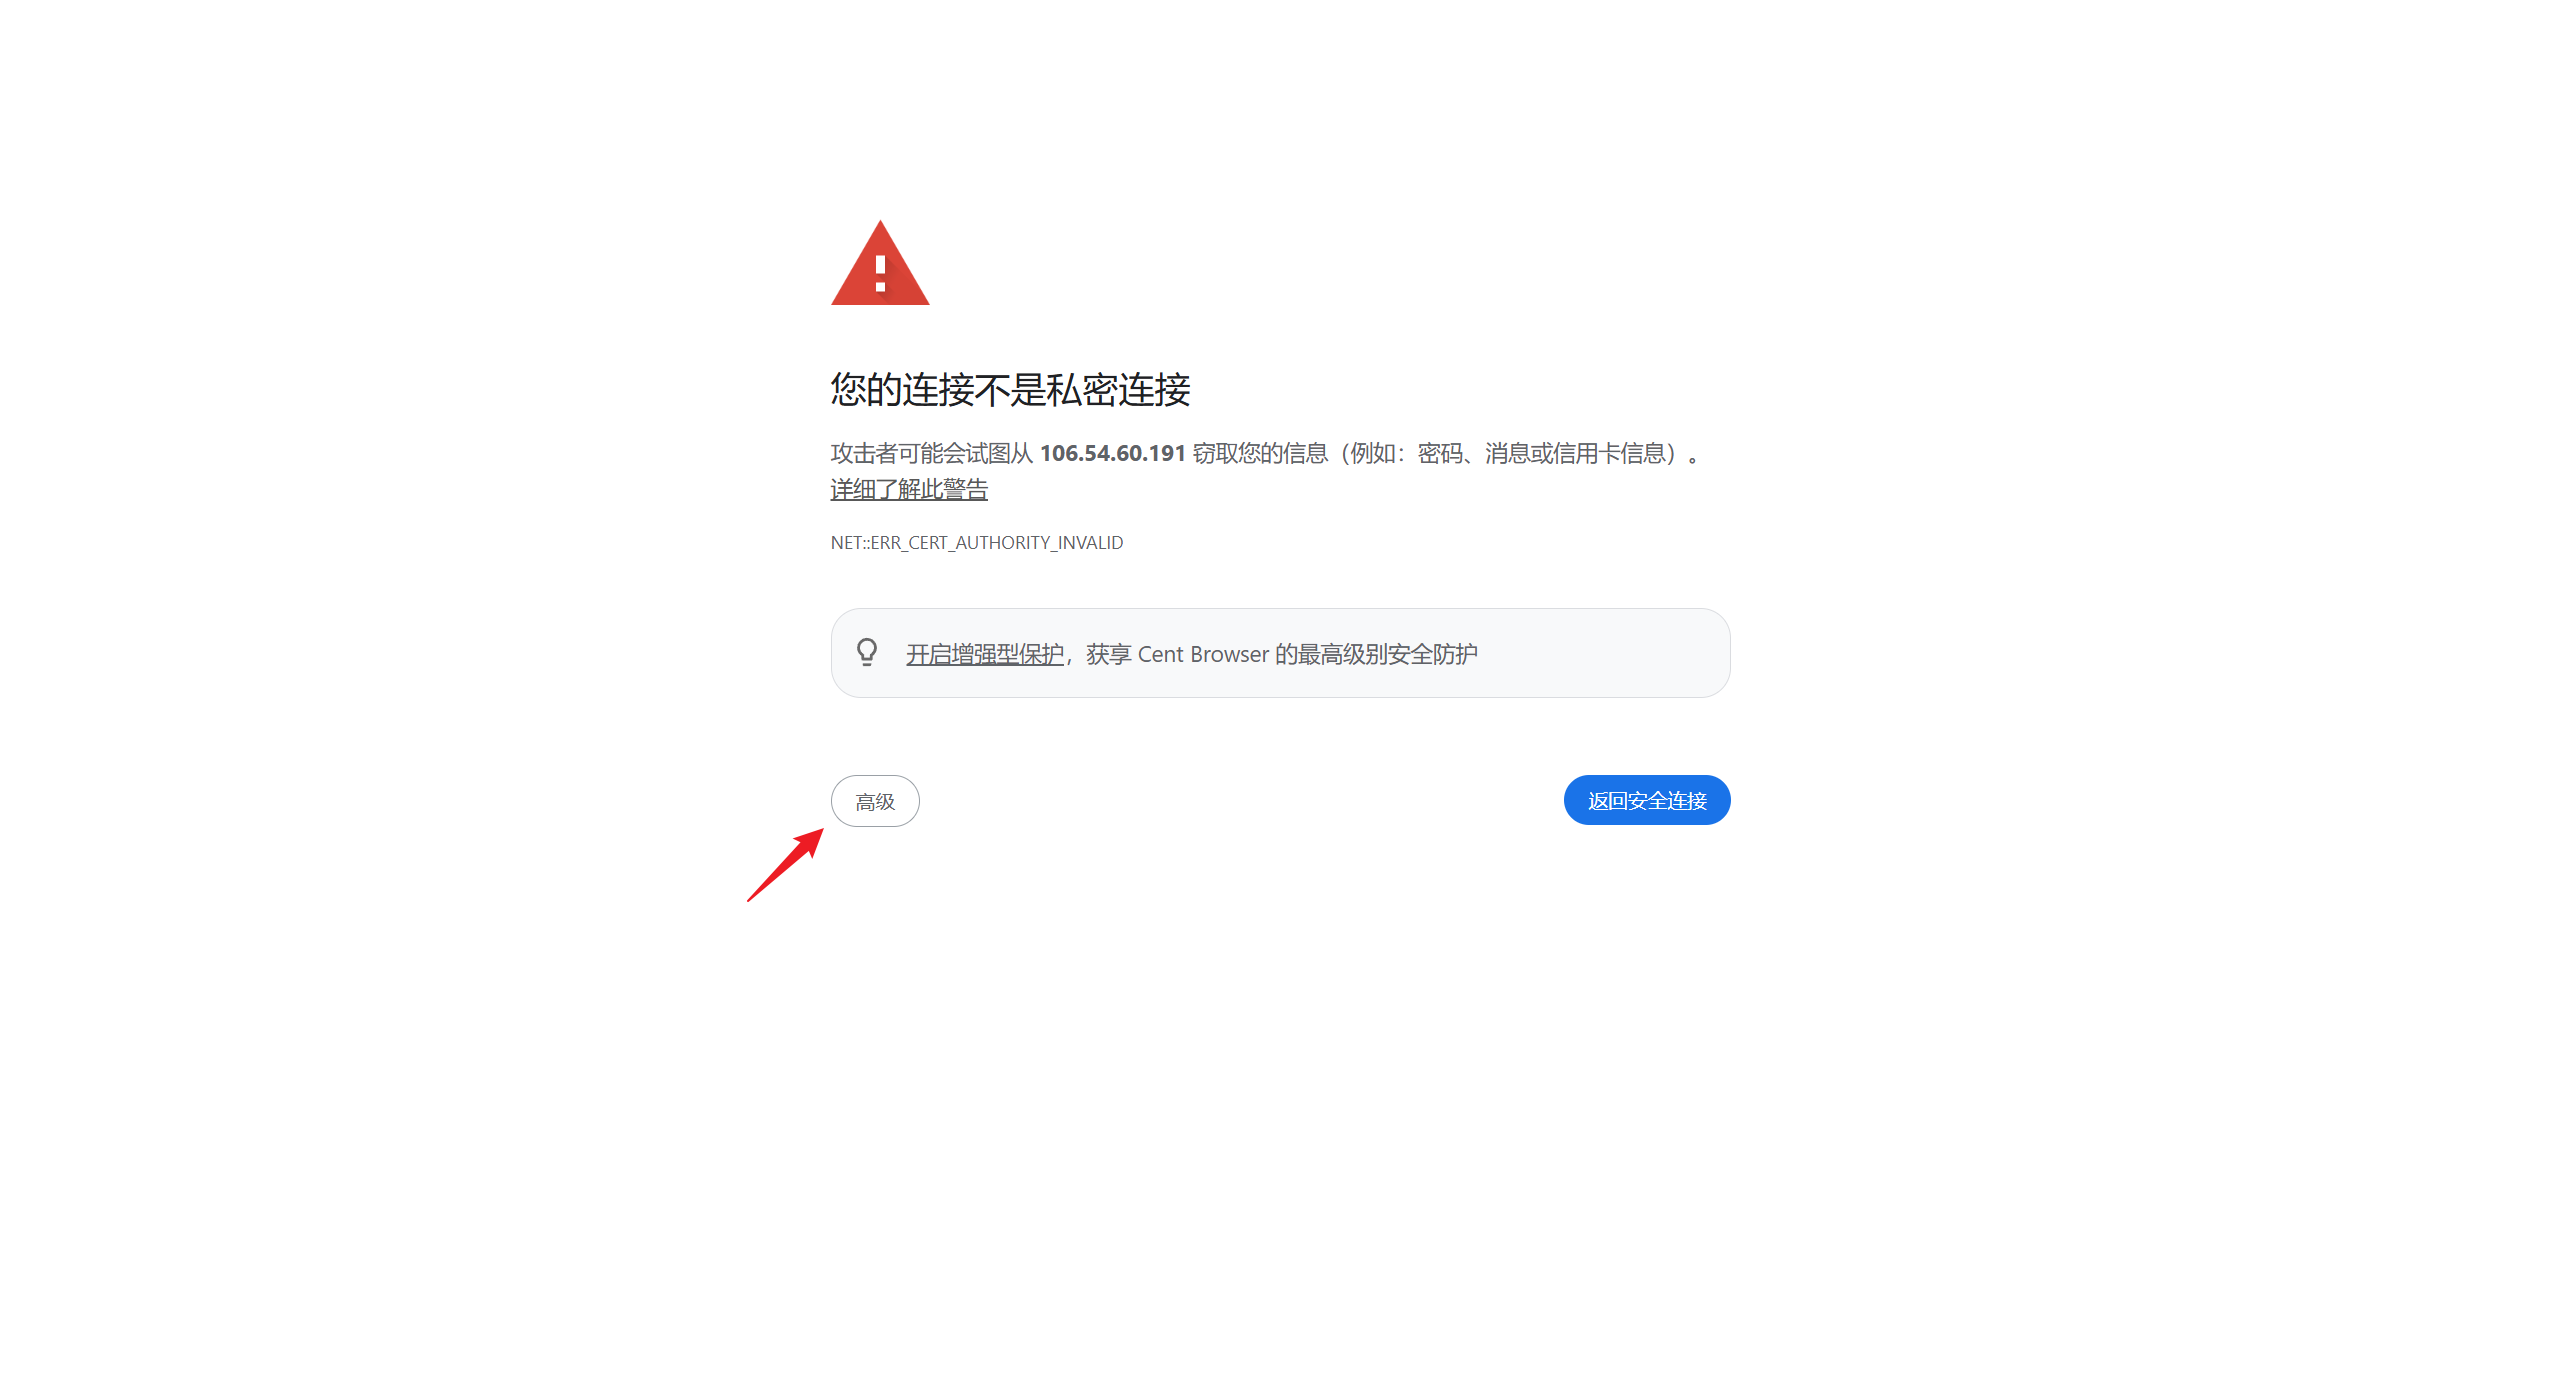 您的连接不是私密连接
攻击者可能会试图从 106.54.60.191 窃取您的信息（例如：密码、消息或信用卡信息）。
详细了解此警告
NET::ERR_CERT_AUTHORITY_INVALID
开启增强型保护，获享 Cent Browser 的最高级别安全防护
高级
返回安全连接